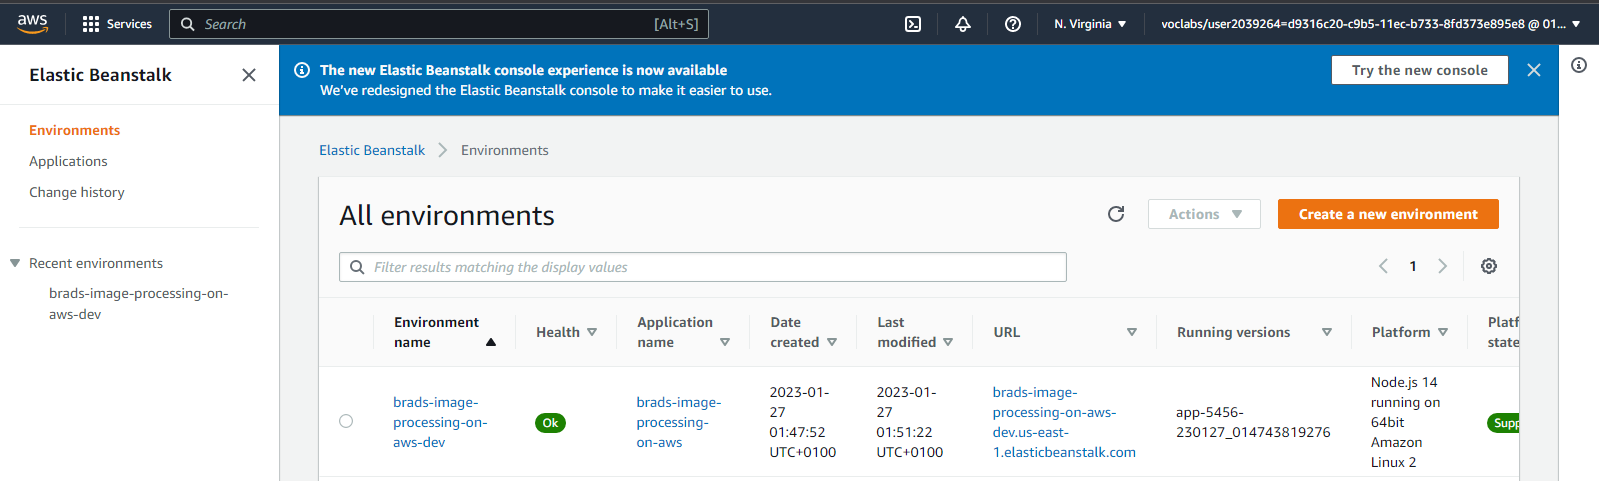 aws
Services
Search
[Alt+S]
N. Virginia
voclabs/user2039264=d9316c20-c9b5-11ec-b733-8fd373e895e8 @ 01...
Elastic Beanstalk
Environments
Applications
Change history
Recent environments
brads-image-processing-on-
aws-dev
The new Elastic Beanstalk console experience is now available
We've redesigned the Elastic Beanstalk console to make it easier to use.
Try the new console
Elastic Beanstalk
Environments
All environments
Actions
Create a new environment
Filter results matching the display values
1
Environment
name
Health
Application
name
Date
created
Last
modified
URL
Running versions
Platform
Platf
state
brads-image-
processing-on-
aws-dev
Ok
brads-image-
processing-
on-aws
2023-01-
27
01:47:52
UTC+0100
2023-01-
27
01:51:22
UTC+0100
brads-image-
processing-on-aws-
dev.us-east-
1.elasticbeanstalk.com
app-5456-
230127_014743819276
Node.js 14
running on
64bit
Amazon
Linux 2
Supp